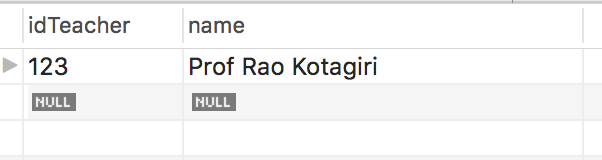 idTeacher name
123 Prof Rao Kotagiri
NULL NULL